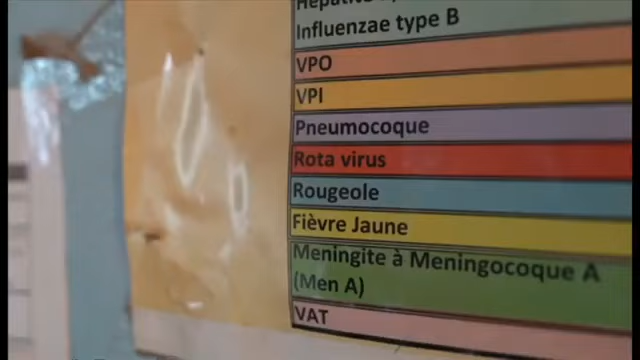 Influenzae type B
VPO
VPI
Pneumocoque
Rota virus
Rougeole
Fièvre Jaune
Meningite à Meningocoque A
(Men A)
VAT